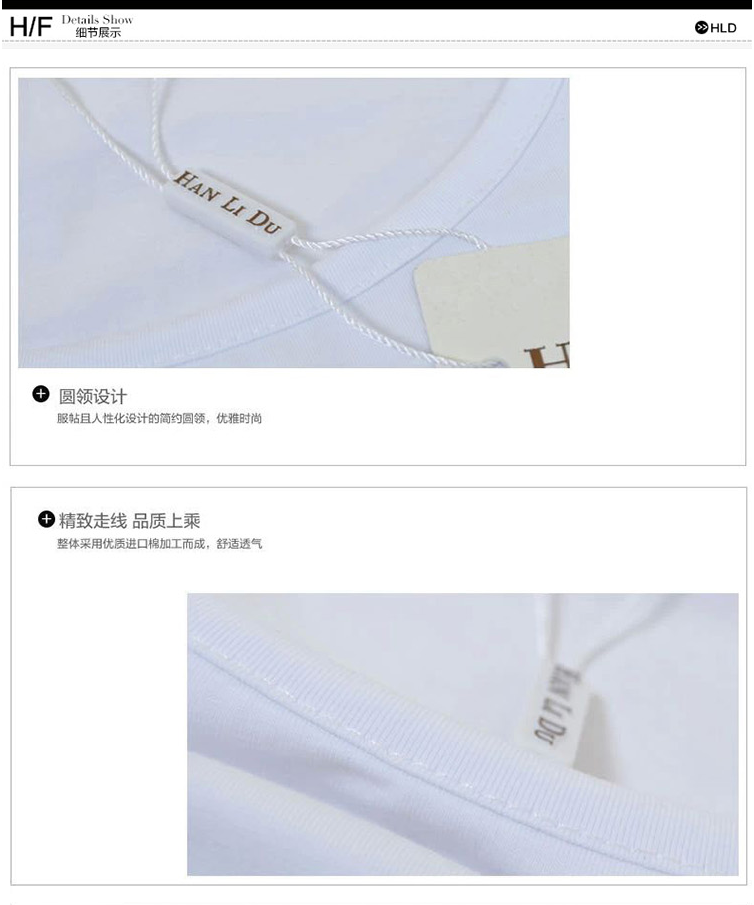 H/F
Details Show
细节展示
HLD
HAN LI DU
H
圆领设计
服帖且人性化设计的简约圆领，优雅时尚
精致走线 品质上乘
整体采用优质进口棉加工而成，舒适透气
HAN LI DU